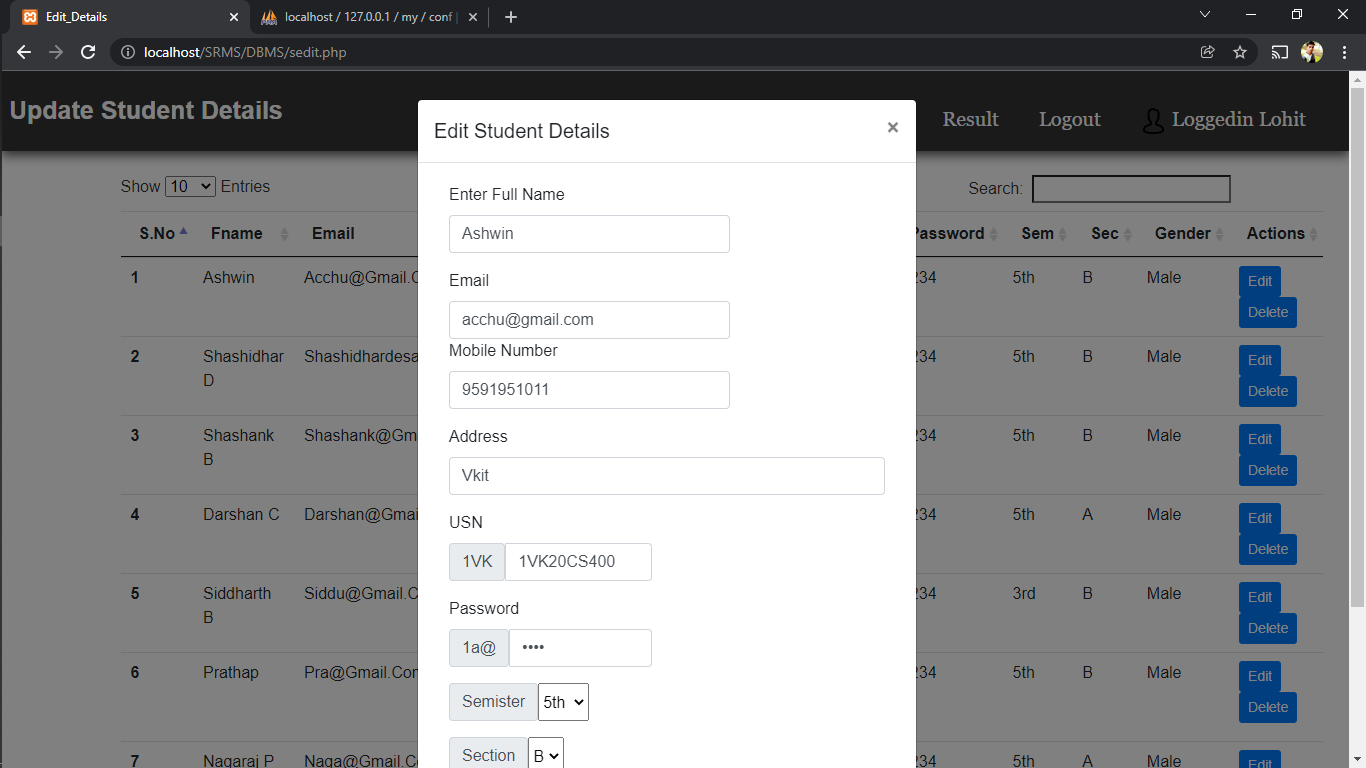 Edit_Details
localhost / 127.0.0.1 / my / conf
localhost/SRMS/DBMS/sedit.php
Update Student Details
Result Logout Loggedin Lohit
Edit Student Details ×
Show 10 Entries
Search:
S.No Fname Email Password Sem Sec Gender Actions
1 Ashwin Acchu@Gmail.C 234 5th B Male Edit
Delete
2 Shashidhar Shashidhardesa 234 5th B Male Edit
D Delete
3 Shashank Shashank@Gm 234 5th B Male Edit
B Delete
4 Darshan C Darshan@Gmai 234 5th A Male Edit
Delete
5 Siddharth Siddu@Gmail.C 234 3rd B Male Edit
B Delete
6 Prathap Pra@Gmail.Con 234 5th B Male Edit
Delete
7 Nagaraj P Naga@Gmail.C 234 5th A Male Edit
Enter Full Name
Ashwin
Email
acchu@gmail.com
Mobile Number
9591951011
Address
Vkit
USN
1VK 1VK20CS400
Password
1a@ ••••
Semister 5th
Section B